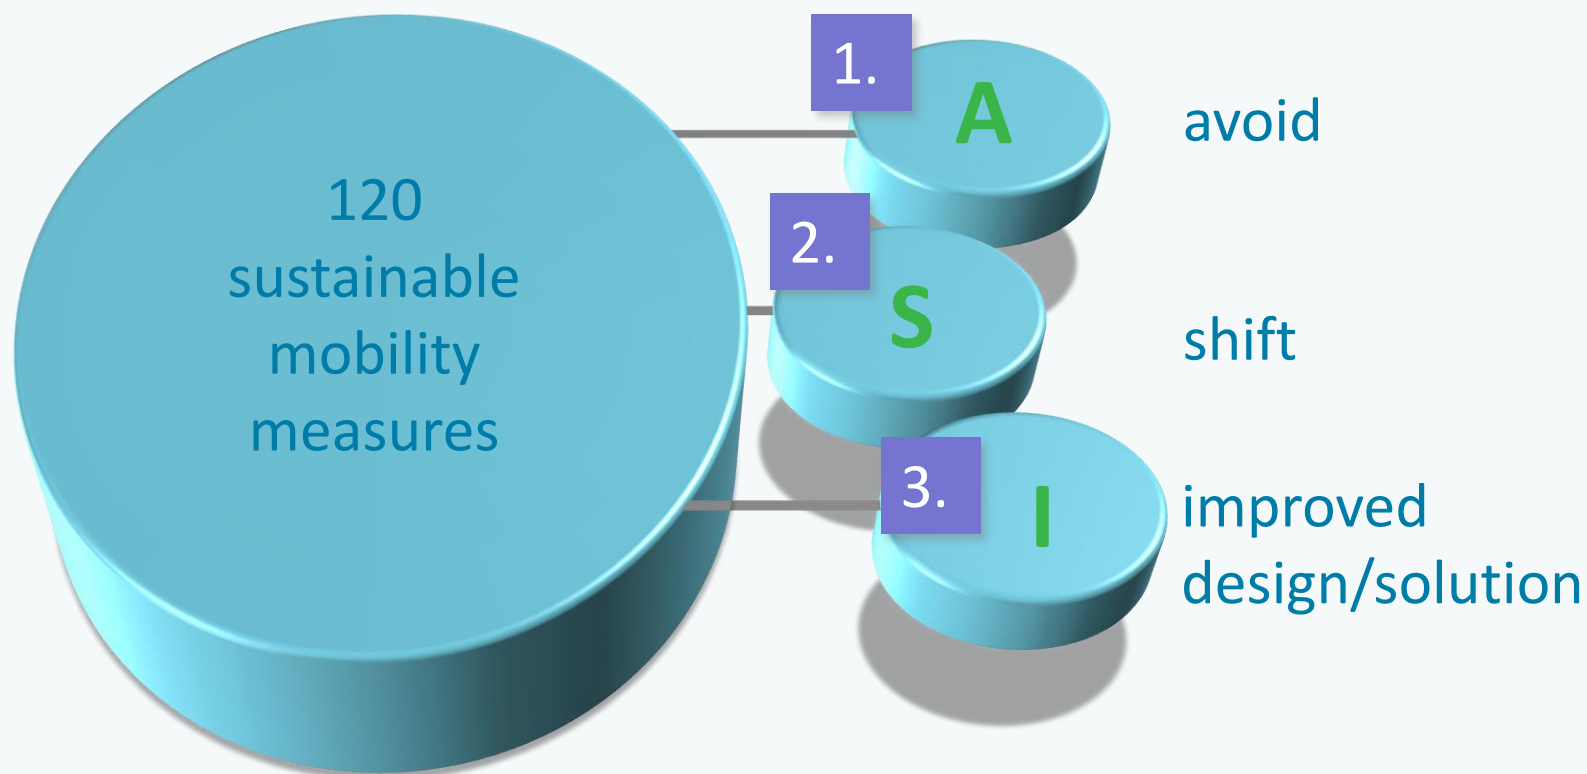 120
sustainable
mobility
measures
1.
A
avoid
2.
S
shift
3.
I
improved
design/solution